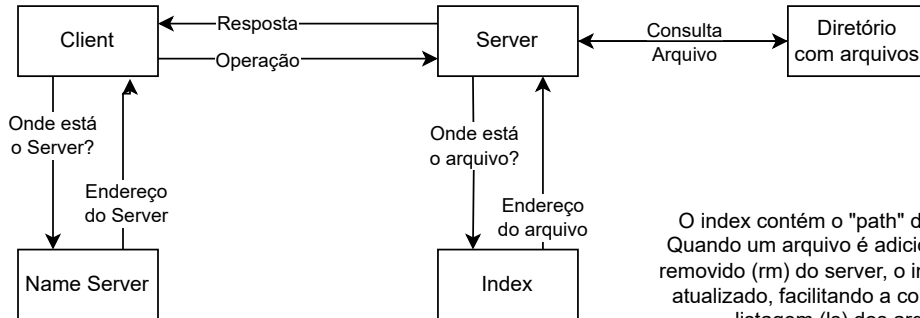 Client
Resposta
Operação
Server
Consulta
Arquivo
Diretório
com arquivos
Onde está
o Server?
Endereço
do Server
Onde está
o arquivo?
Endereço
do arquivo
Name Server
Index
O index contém o "path" d
Quando um arquivo é adici
removido (rm) do server, o in
atualizado, facilitando a co
listagem (ls) dos arq